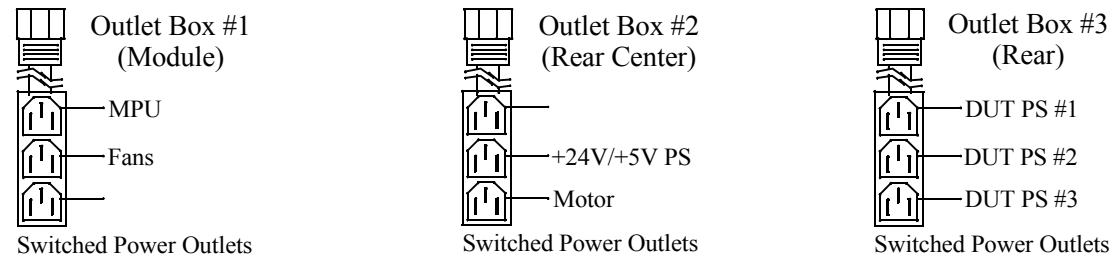 Outlet Box #1
(Module)
MPU
Fans
Switched Power Outlets
Outlet Box #2
(Rear Center)
+24V/+5V PS
Motor
Switched Power Outlets
Outlet Box #3
(Rear)
DUT PS #1
DUT PS #2
DUT PS #3
Switched Power Outlets